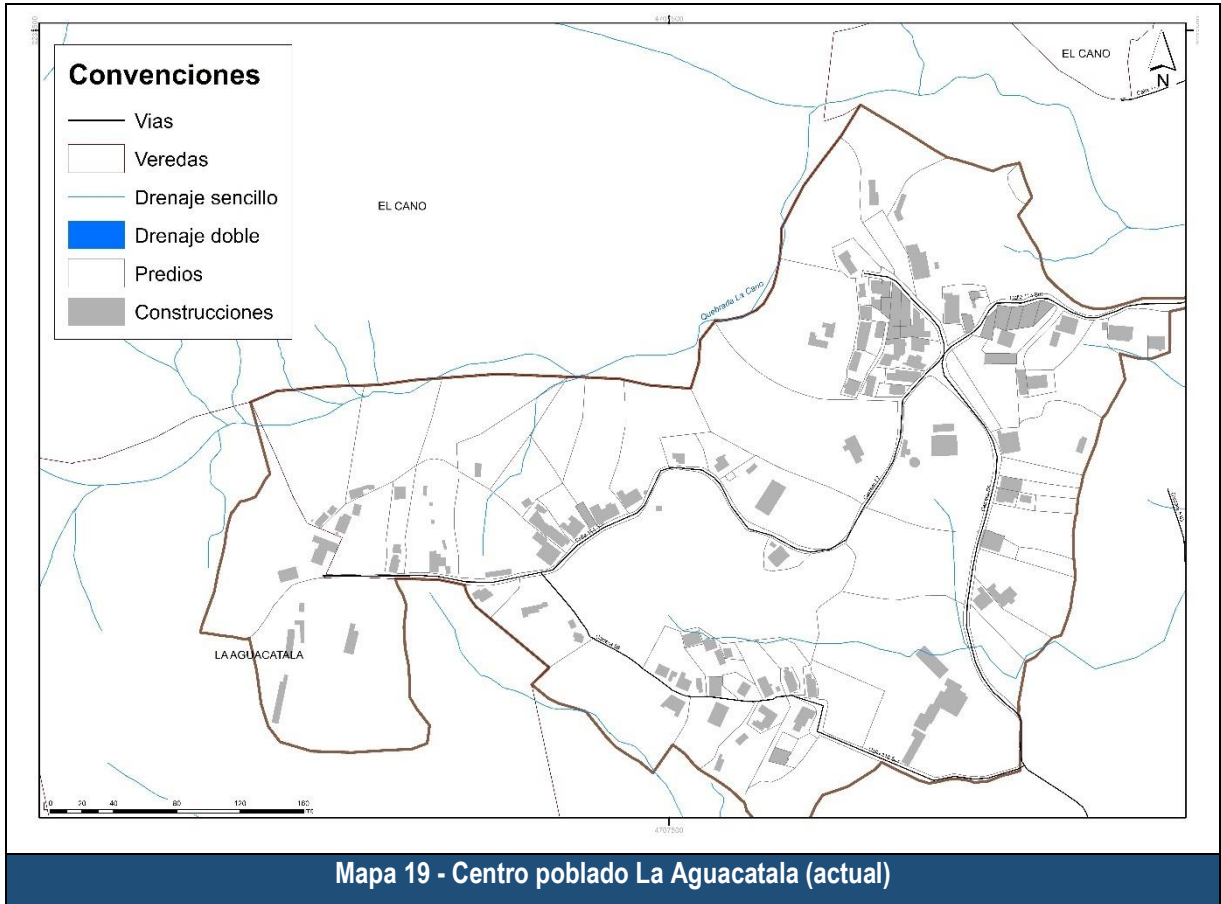 4707500
EL CANO
N
Convenciones
Vias
Veredas
Drenaje sencillo
Drenaje doble
Predios
Construcciones
EL CANO
Quebrada La Cano
LA AGUACATALA
0 20 40 80 120 160
4707500
Mapa 19 - Centro poblado La Aguacatala (actual)